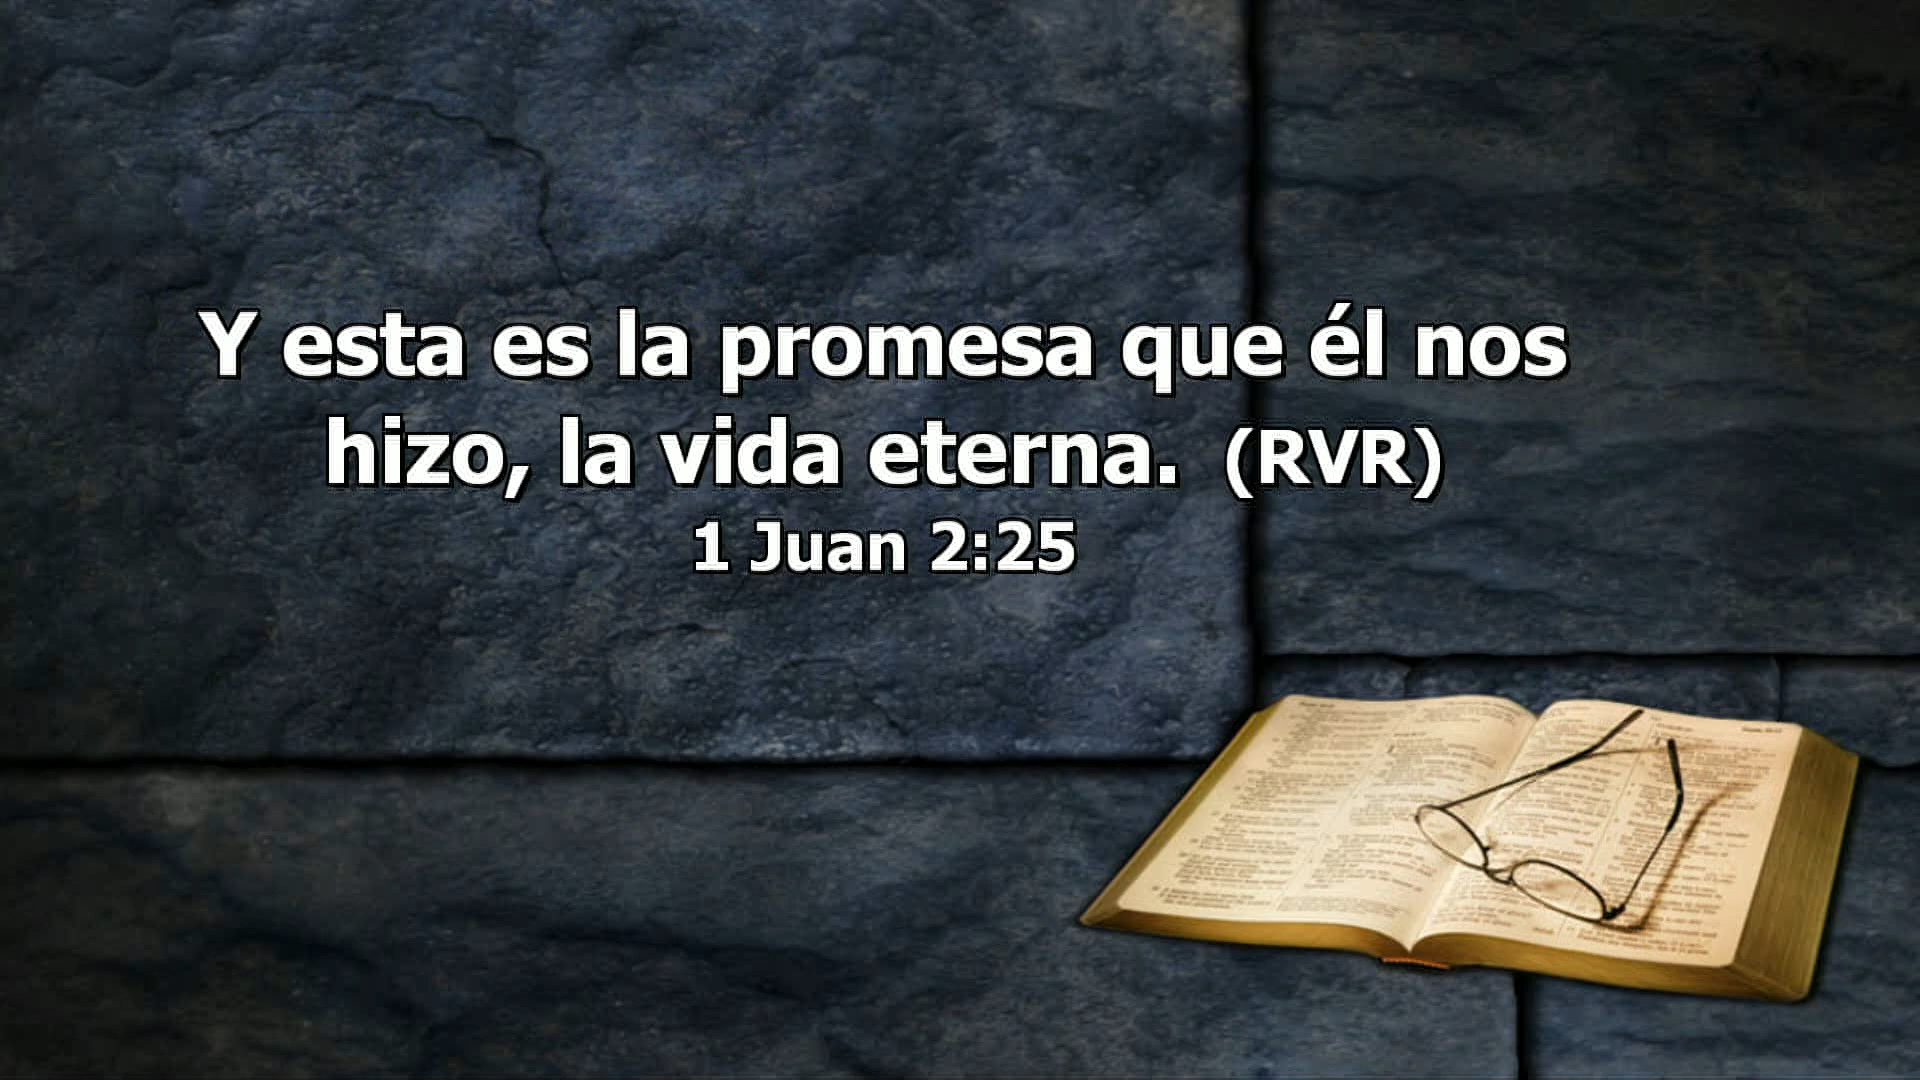 Y esta es la promesa que él nos
hizo, la vida eterna. (RVR)
1 Juan 2:25